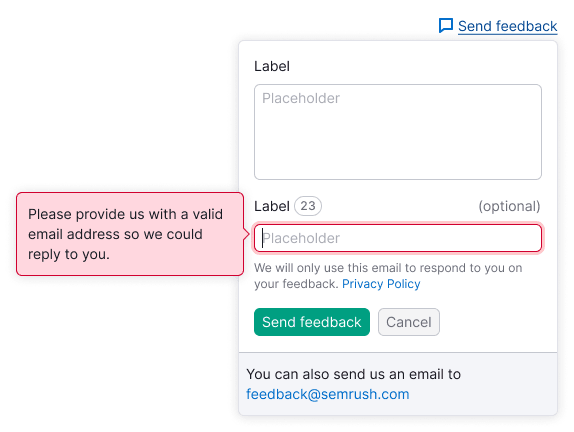 Send feedback
Label
Placeholder
Please provide us with a valid
email address so we could
reply to you.
Label 23 (optional)
Placeholder
We will only use this email to respond to you on
your feedback. Privacy Policy
Send feedback Cancel
You can also send us an email to
feedback@semrush.com